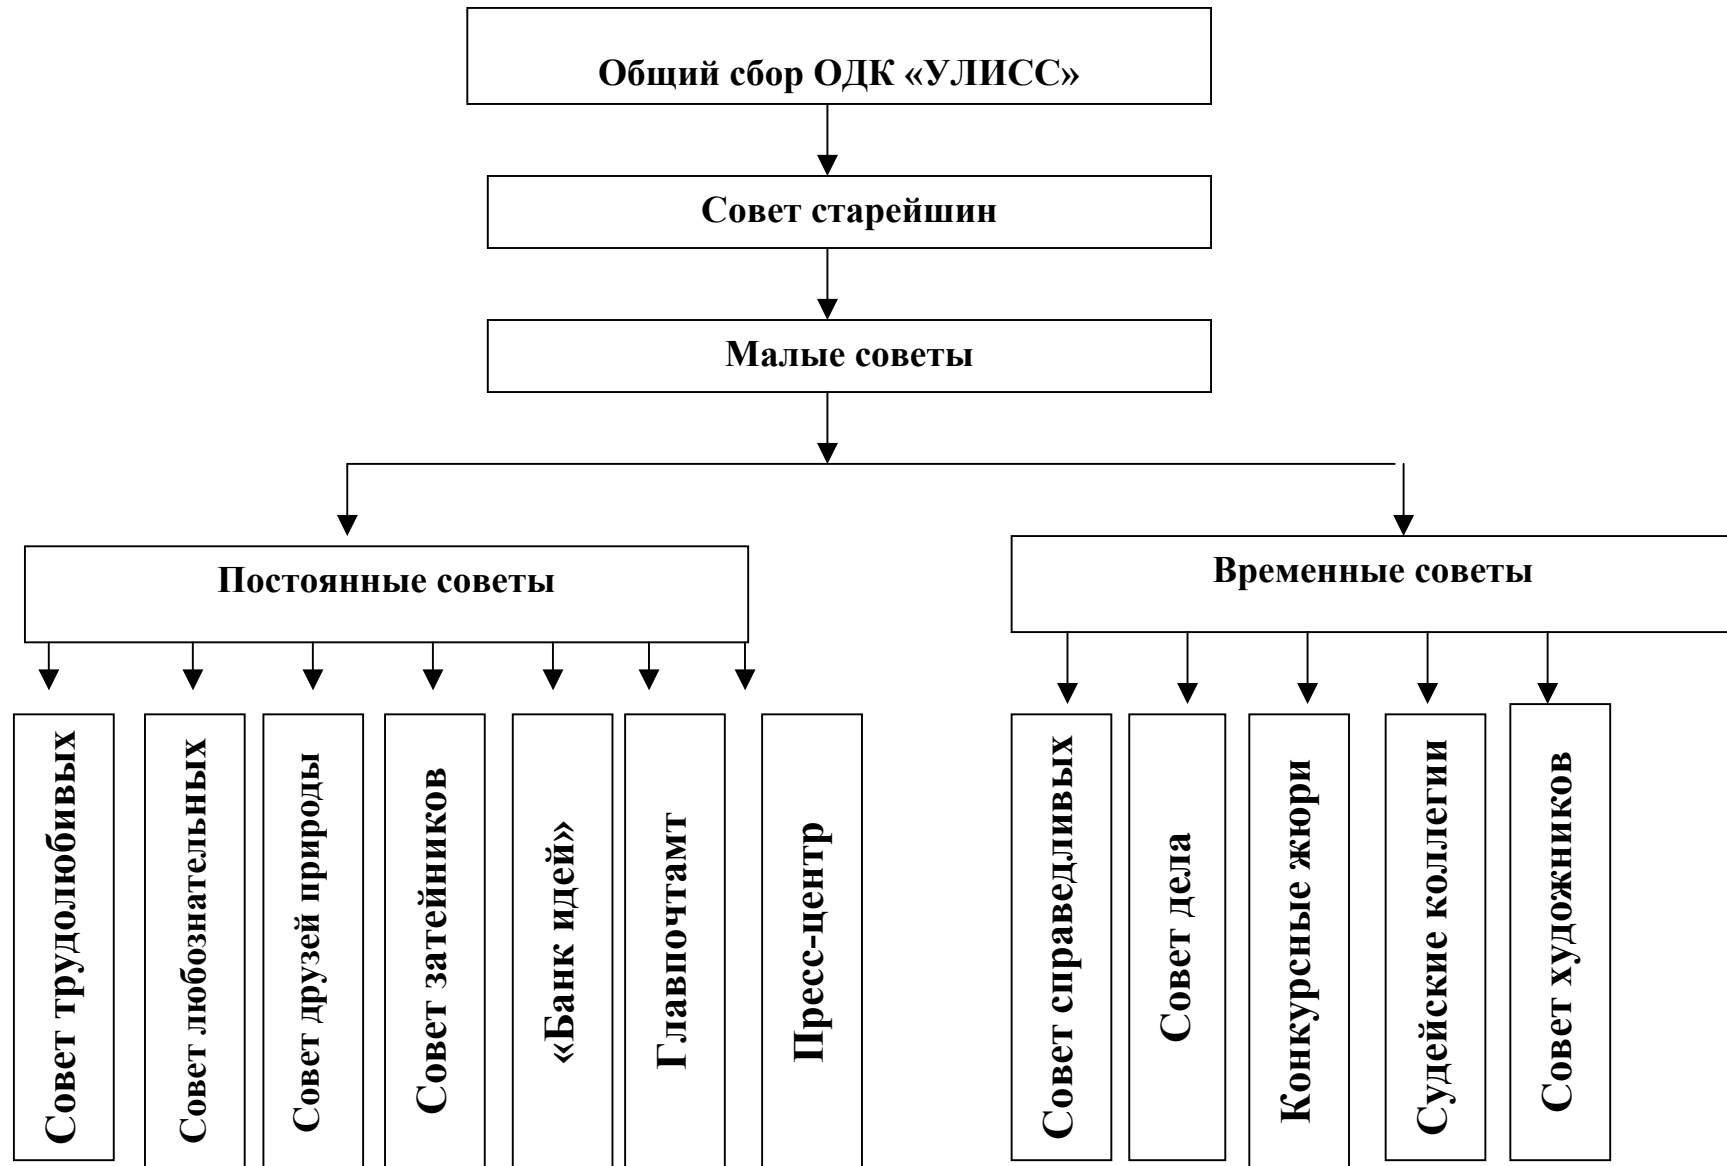 Общий сбор ОДК «УЛИСС»
Совет старейшин
Малые советы
Постоянные советы
Временные советы
Совет трудолюбивых
Совет любознательных
Совет друзей природы
Совет затейников
«Банк идей»
Главпочтамт
Пресс-центр
Совет справедливых
Совет дела
Конкурсные жюри
Судейские коллегии
Совет художников